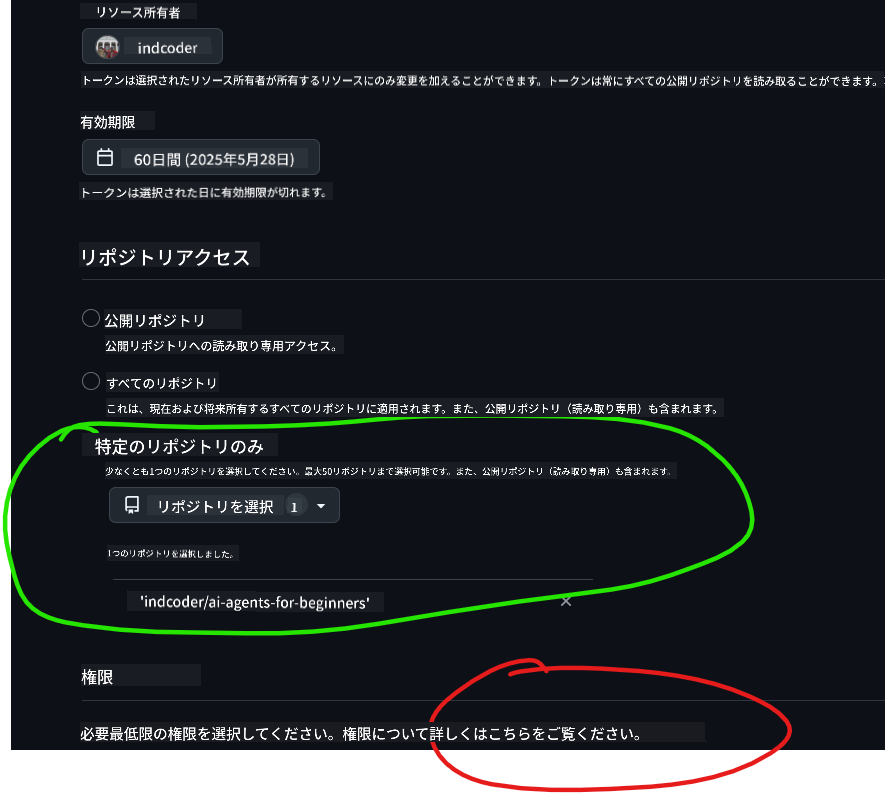 リソース所有者
indcoder
トークンは選択されたリソース所有者が所有するリソースにのみ変更を加えることができます。トークンは常にすべての公開リポジトリを読み取ることができます。
有効期限
60日間 (2025年5月28日)
トークンは選択された日に有効期限が切れます。
リポジトリアクセス
公開リポジトリ
公開リポジトリへの読み取り専用アクセス。
すべてのリポジトリ
これは、現在および将来所有するすべてのリポジトリに適用されます。また、公開リポジトリ（読み取り専用）も含まれます。
特定のリポジトリのみ
少なくとも1つのリポジトリを選択してください。最大50リポジトリまで選択可能です。また、公開リポジトリ（読み取り専用）も含まれます。
リポジトリを選択 1
1つのリポジトリを選択しました。
'indcoder/ai-agents-for-beginners'
権限
必要最低限の権限を選択してください。権限について詳しくはこちらをご覧ください。